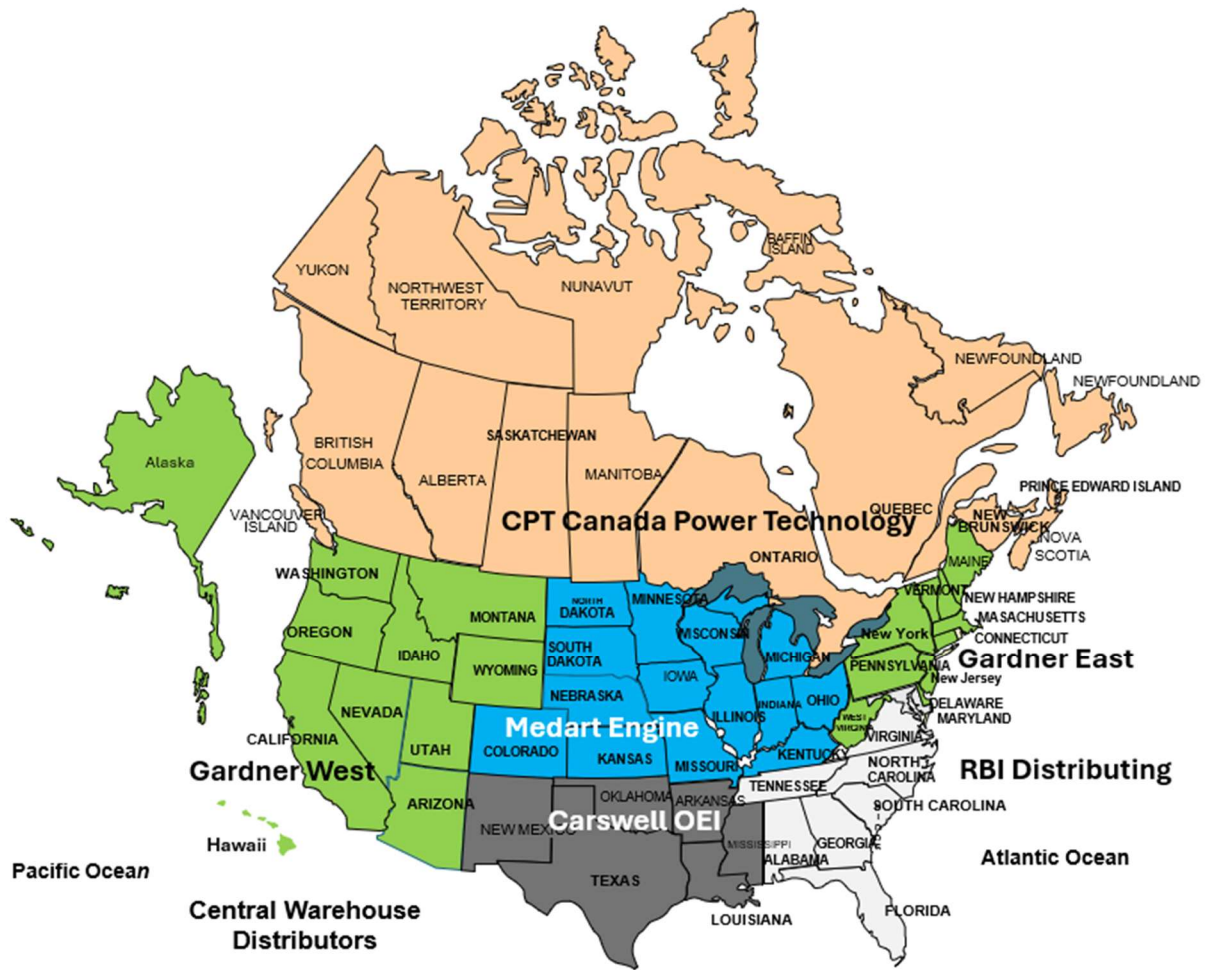 BAFFIN
ISLAND
YUKON
NORTHWEST
TERRITORY
NUNAVUT
NEWFOUNDLAND
NEWFOUNDLAND
SASKATCHEWAN
BRITISH
COLUMBIA
Alaska
ALBERTA
MANITOBA
PRINCE EDWARD ISLAND
QUEBEC
NEW
BRUNSWICK
VANCOUVER
ISLAND
CPT Canada Power Technology
NOVA
SCOTIA
ONTARIO
MAINE
WASHINGTON
VERMONT
NEW HAMPSHIRE
NORTH
DAKOTA
MINNESOTA
MONTANA
MASACHUSETTS
OREGON
WISCONSIN
New York
CONNECTICUT
IDAHO
SOUTH
DAKOTA
MICHIGAN
Gardner East
WYOMING
IOWA
PENNSYLVANIA
New Jersey
NEBRASKA
NEVADA
ILLINOIS
INDIANA
OHIO
DELAWARE
MARYLAND
WEST
VIRGINIA
Medart Engine
VIRGINIA
CALIFORNIA
UTAH
COLORADO
KANSAS
MISSOURI
KENTUCKY
Gardner West
NORTH
CAROLINA
RBI Distributing
TENNESSEE
ARIZONA
OKLAHOMA
ARKANSAS
SOUTH CAROLINA
NEW MEXICO
Carswell OEI
Hawaii
MISSISSIPPI
GEORGIA
ALABAMA
Atlantic Ocean
Pacific Ocean
TEXAS
Central Warehouse
Distributors
LOUISIANA
FLORIDA